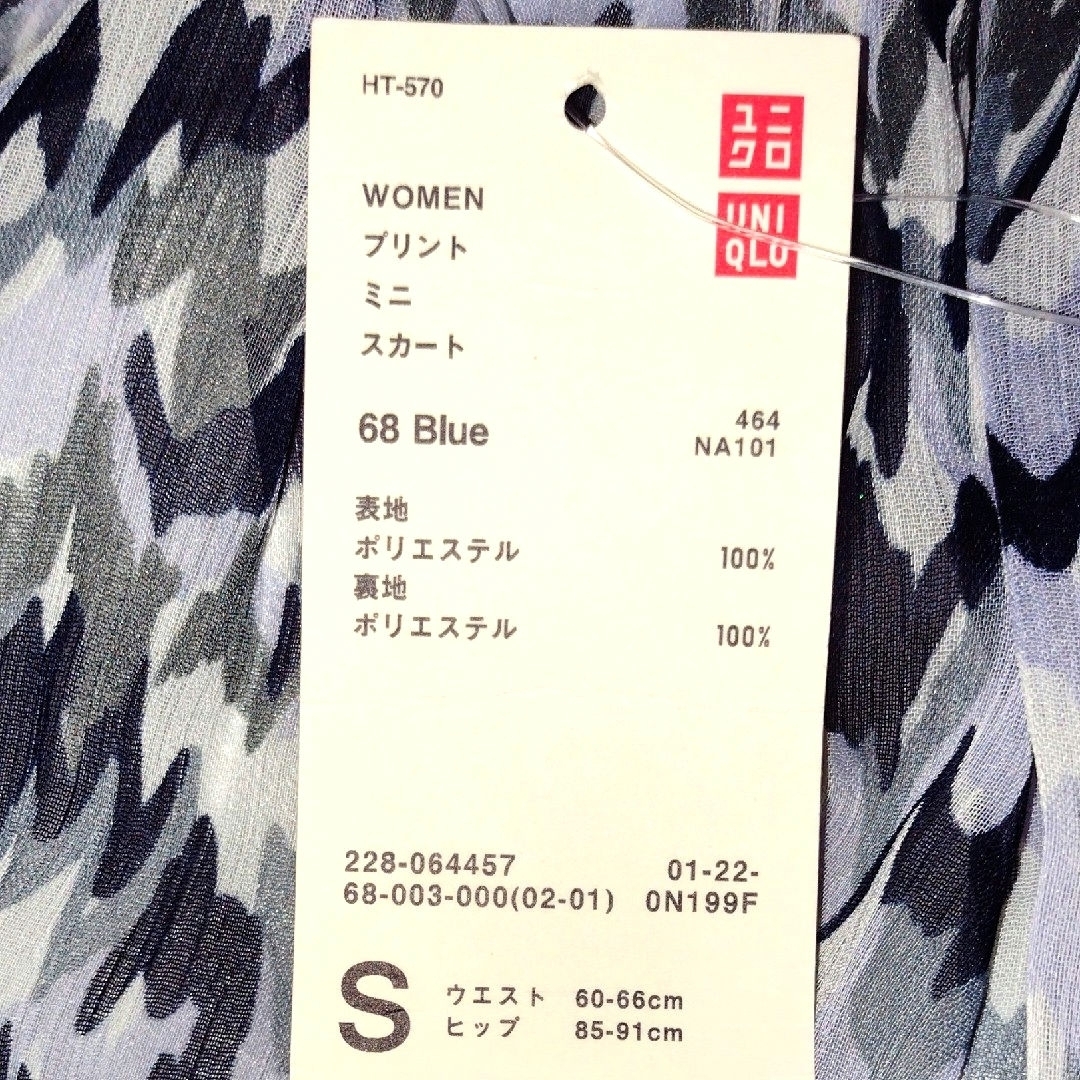 HT-570
ユニ
クロ
UNI
QLO
WOMEN
プリント
ミニ
スカート
68 Blue
464
NA101
表地
ポリエステル 100%
裏地
ポリエステル 100%
228-064457 01-22-
68-003-000(02-01) 0N199F
S
ウエスト 60-66cm
ヒップ 85-91cm